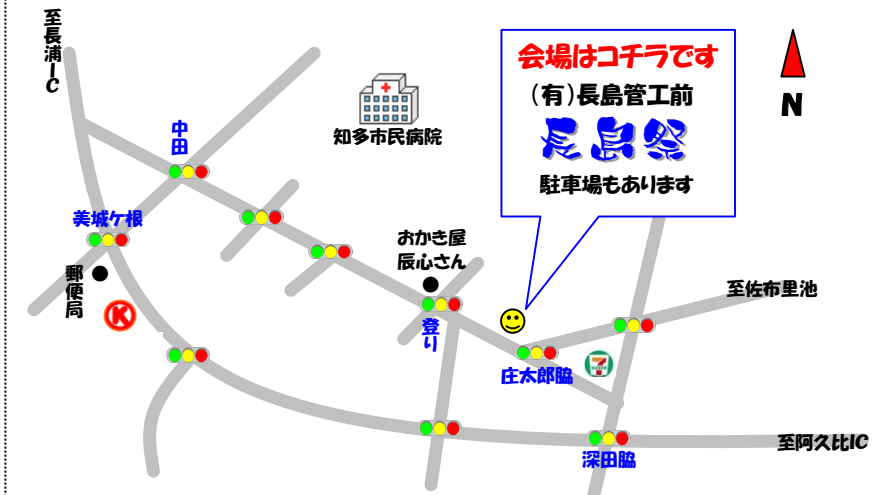 至長浦IC
会場はコチラです
(有)長島管工前
長島祭
駐車場もあります
N
中田
知多市民病院
美城ケ根
郵便局
K
おかき屋
辰心さん
登り
至佐布里池
庄太郎脇
7
ELEVEN
至阿久比IC
深田脇